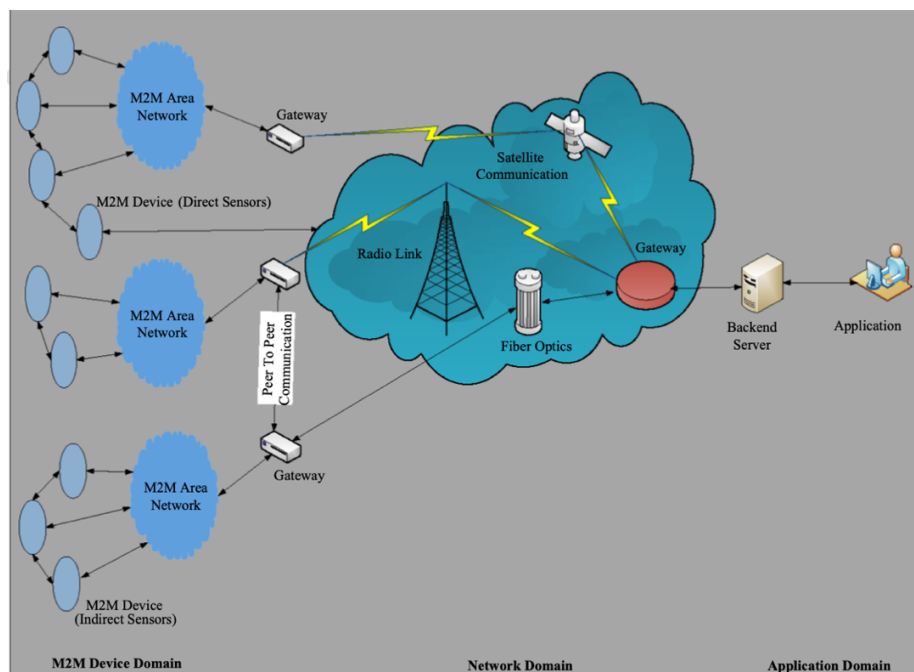 M2M Area
Network
Gateway
Satellite
Communication
M2M Device (Direct Sensors)
Radio Link
Gateway
M2M Area
Network
Peer To Peer
Communication
Fiber Optics
Backend
Server
Application
M2M Area
Network
Gateway
M2M Device
(Indirect Sensors)
M2M Device Domain
Network Domain
Application Domain